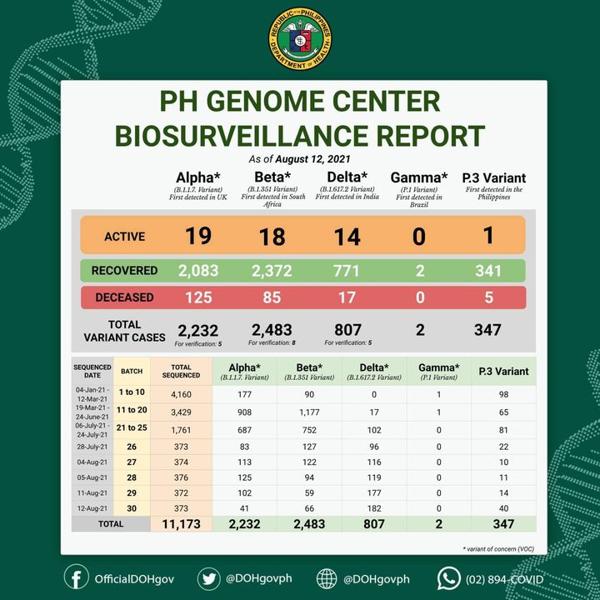 REPUBLIC OF THE PHILIPPINES
DEPARTMENT OF HEALTH
PH GENOME CENTER
BIOSURVEILLANCE REPORT
As of August 12, 2021
Alpha* Beta* Delta* Gamma* P.3 Variant
(B.1.1.7. Variant) (B.1.351 Variant) (B.1.617.2 Variant) (P.1 Variant) First detected in the
First detected in UK First detected in South First detected in India First detected in Philippines
Africa Brazil
ACTIVE 19 18 14 0 1
RECOVERED 2,083 2,372 771 2 341
DECEASED 125 85 17 0 5
TOTAL
VARIANT CASES 2,232 2,483 807 2 347
For verification: 5 For verification: 8 For verification: 5
SEQUENCED
DATE BATCH TOTAL
SEQUENCED Alpha* Beta* Delta* Gamma* P.3 Variant
(B.1.1.7. Variant) (B.1.351 Variant) (B.1.617.2 Variant) (P.1 Variant)
04-Jan-21 -
12-Mar-21 1 to 10 4,160 177 90 0 1 98
19-Mar-21 -
24-June-21 11 to 20 3,429 908 1,177 17 1 65
06-July-21 -
24-July-21 21 to 25 1,761 687 752 102 0 81
28-July-21 26 373 83 127 96 0 22
04-Aug-21 27 374 113 122 116 0 10
05-Aug-21 28 376 125 94 119 0 11
11-Aug-21 29 372 102 59 177 0 14
12-Aug-21 30 373 41 66 182 0 40
TOTAL 11,173 2,232 2,483 807 2 347
* variant of concern (VOC)
OfficialDOHgov @DOHgovph @DOHgovph (02) 894-COVID